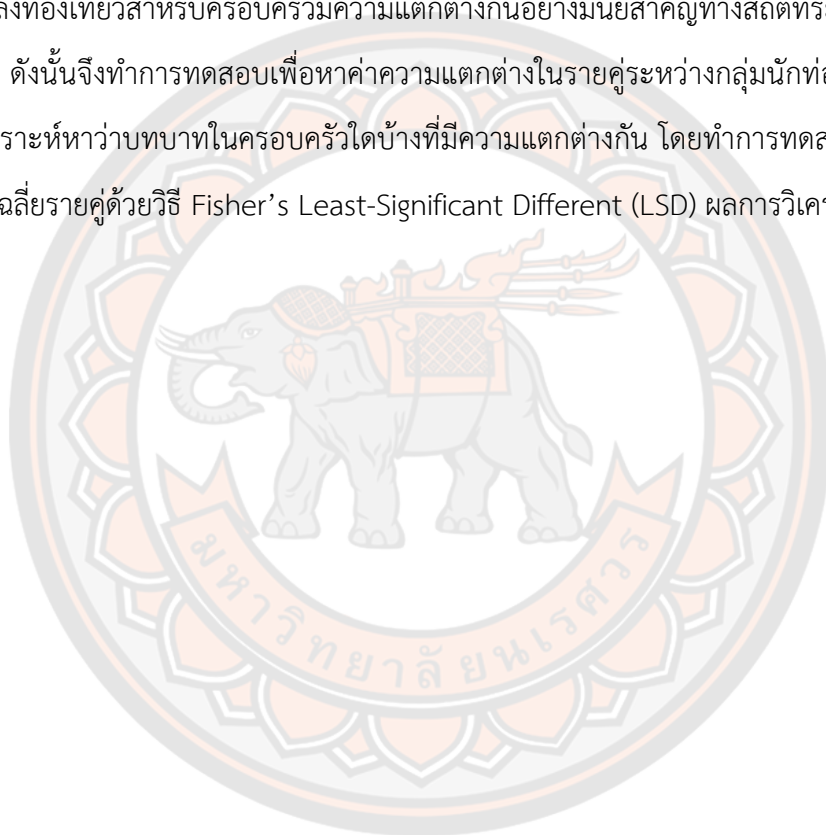 ลงท่องเที่ยวสำหรับครอบครัวมีความแตกต่างกันอย่างมีนัยสำคัญทางสถิติระ
ดังนั้นจึงทำการทดสอบเพื่อหาค่าความแตกต่างในรายคู่ระหว่างกลุ่มนักท่อ
ราะห์หาว่าบทบาทในครอบครัวใดบ้างที่มีความแตกต่างกัน โดยทำการทดส
ฉลี่ยรายคู่ด้วยวิธี Fisher’s Least-Significant Different (LSD) ผลการวิเคร
มหาวิทยาลัยนเรศวร